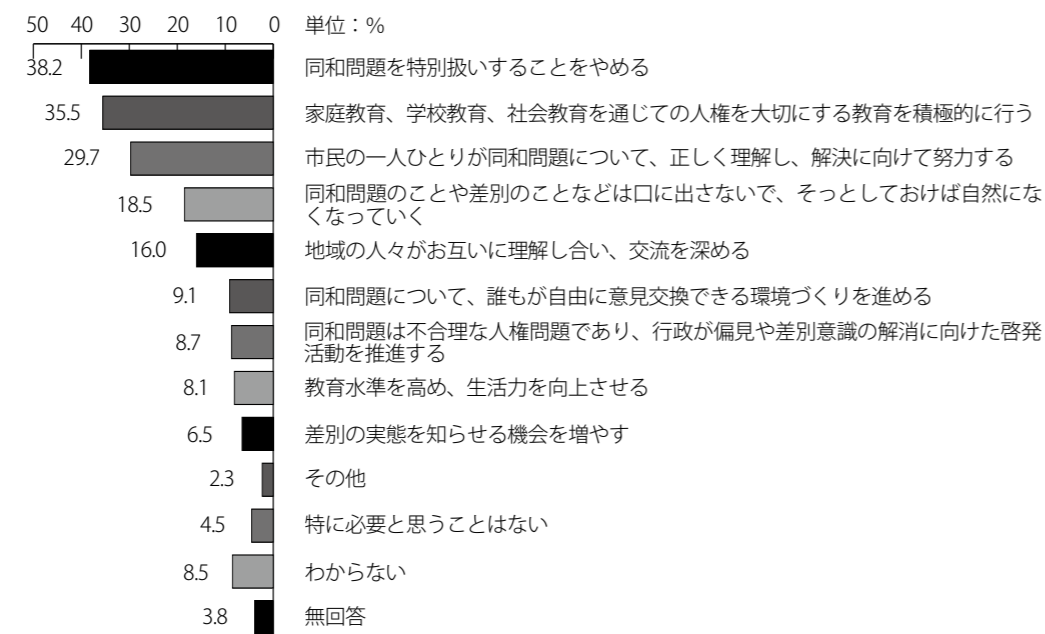 50 40 30 20 10 0 単位：%
38.2 同和問題を特別扱いすることをやめる
35.5 家庭教育、学校教育、社会教育を通じての人権を大切にする教育を積極的に行う
29.7 市民の一人ひとりが同和問題について、正しく理解し、解決に向けて努力する
18.5 同和問題のことや差別のことなどは口に出さないで、そっとしておけば自然にな
くなっていく
16.0 地域の人々がお互いに理解し合い、交流を深める
9.1 同和問題について、誰もが自由に意見交換できる環境づくりを進める
8.7 同和問題は不合理な人権問題であり、行政が偏見や差別意識の解消に向けた啓発
活動を推進する
8.1 教育水準を高め、生活力を向上させる
6.5 差別の実態を知らせる機会を増やす
2.3 その他
4.5 特に必要と思うことはない
8.5 わからない
3.8 無回答